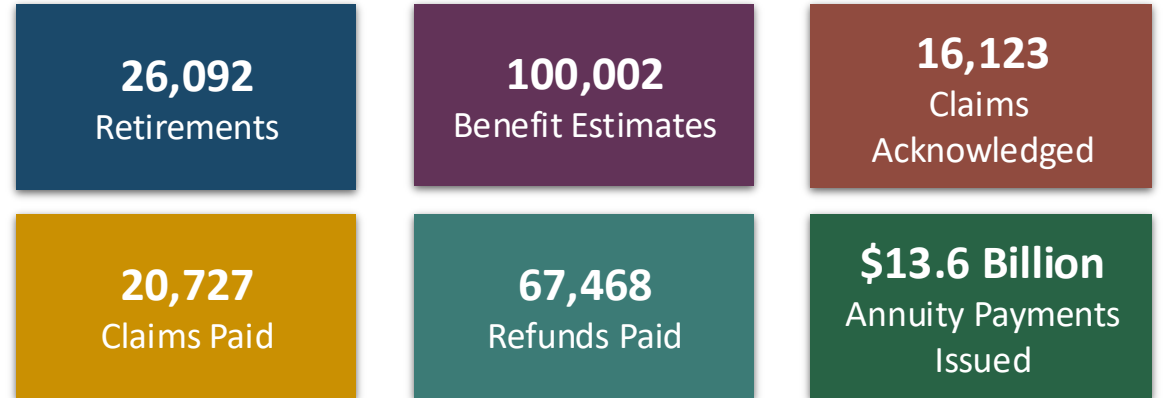 26,092
Retirements
100,002
Benefit Estimates
16,123
Claims
Acknowledged
20,727
Claims Paid
67,468
Refunds Paid
$13.6 Billion
Annuity Payments
Issued